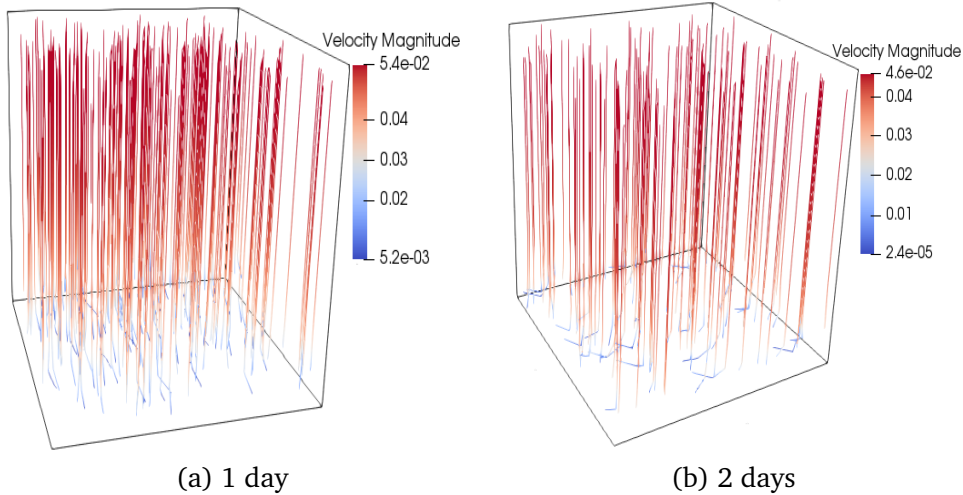 Velocity Magnitude
5.4e-02
0.04
0.03
0.02
5.2e-03
Velocity Magnitude
4.6e-02
0.04
0.03
0.02
0.01
2.4e-05
(a) 1 day
(b) 2 days